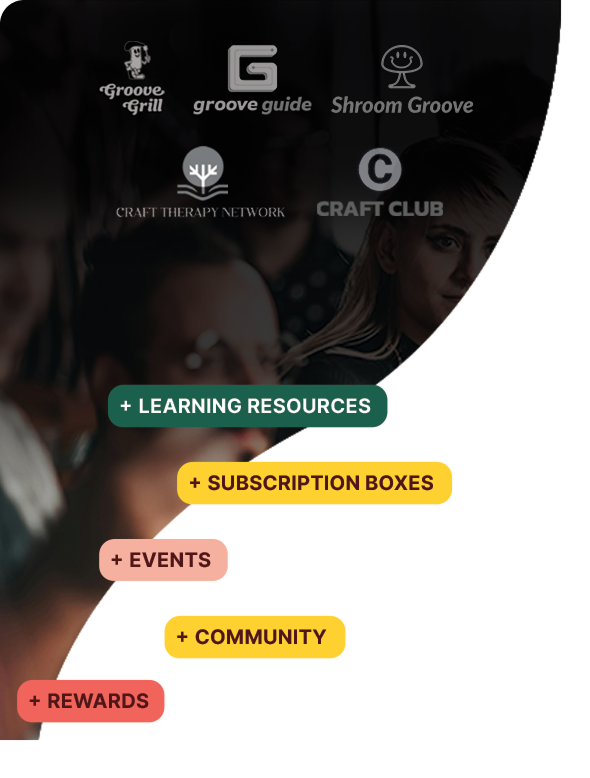 Groove
Grill
groove guide
Shroom Groove
CRAFT THERAPY NETWORK
C
CRAFT CLUB
+ LEARNING RESOURCES
+ SUBSCRIPTION BOXES
+ EVENTS
+ COMMUNITY
+ REWARDS